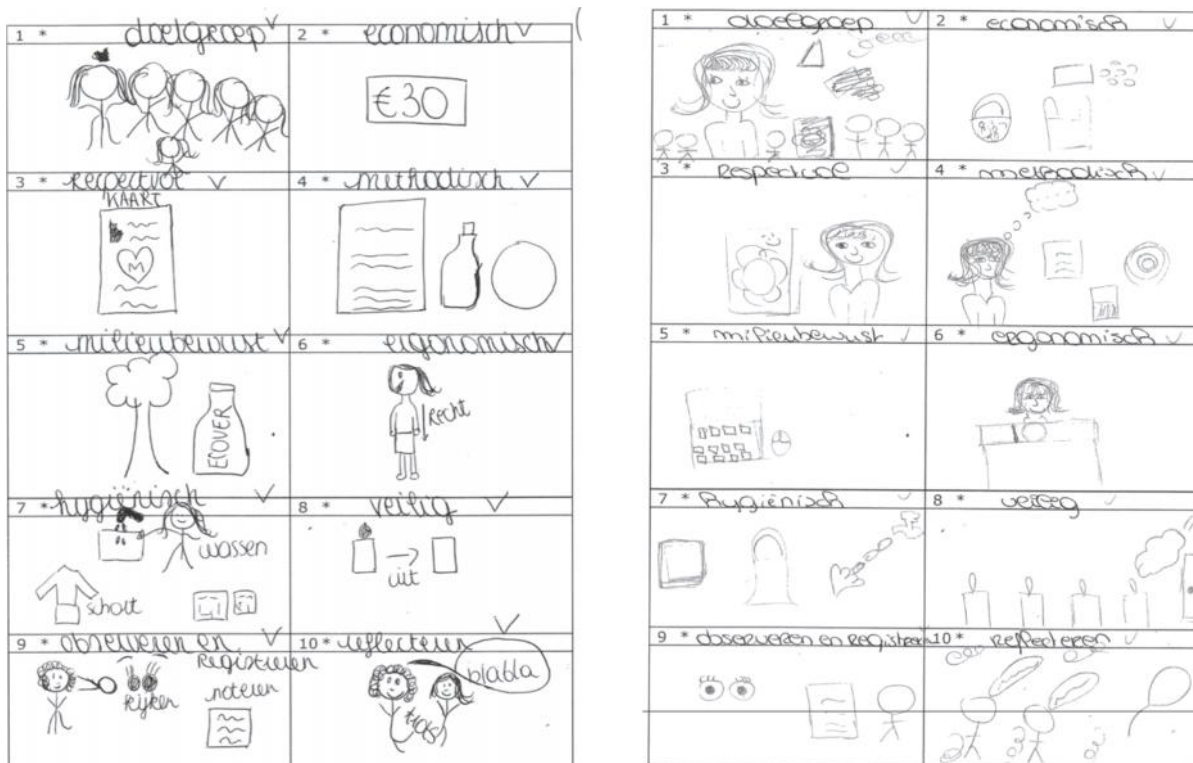 1 * doelgroep ✓
2 * economisch ✓
€30
3 * respectvol ✓
KAART
M
4 * methodisch ✓
5 * milieubewust ✓
ECOVER
6 * ergonomisch ✓
Recht
7 * hygiënisch ✓
wassen
schort
8 * veilig ✓
uit
9 * observeren en ✓
Registreren
kijken
noteren
10 * reflecteren ✓
blabla
1 * doelgroep ✓
2 * economisch ✓
3 * Respectvol ✓
4 * methodisch ✓
5 * milieubewust ✓
6 * ergonomisch ✓
7 * hygiënisch ✓
8 * veilig ✓
9 * observeren en Registreren
10 * Reflecteren ✓